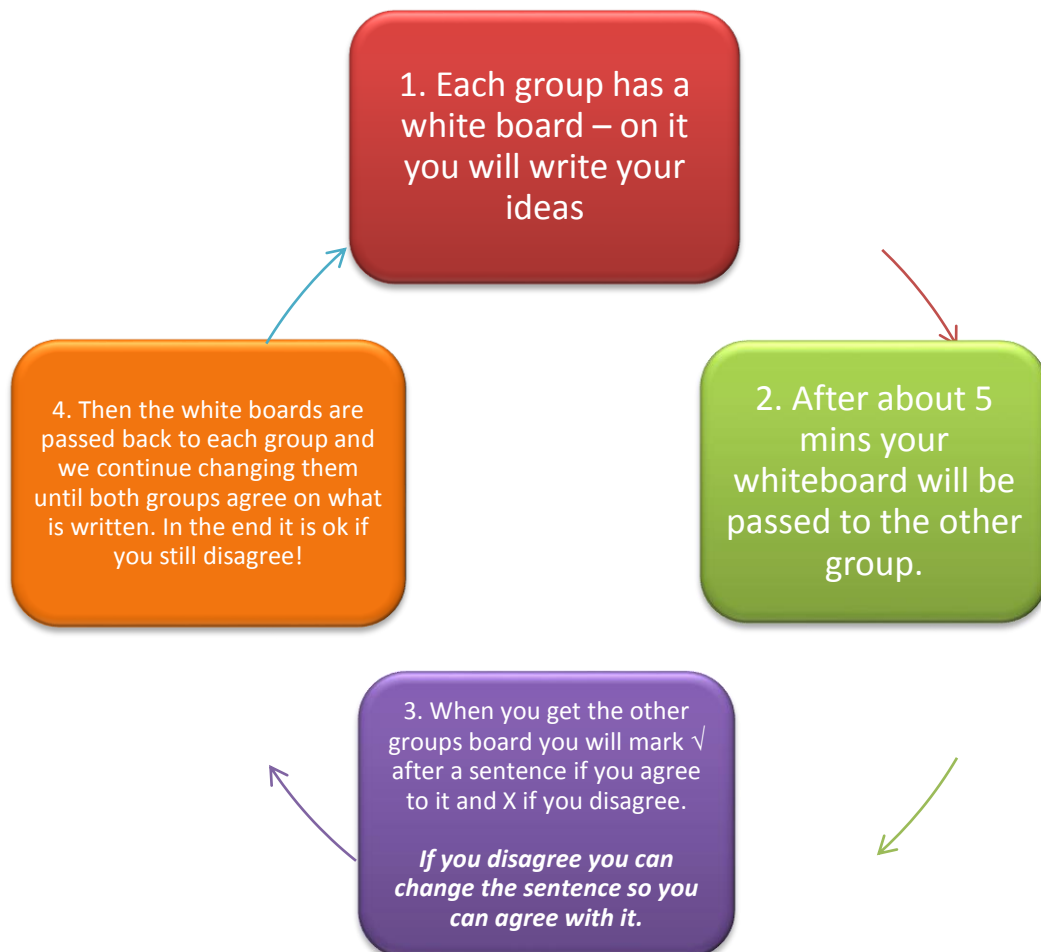 1. Each group has a
white board – on it
you will write your
ideas
2. After about 5
mins your
whiteboard will be
passed to the other
group.
3. When you get the other
groups board you will mark √
after a sentence if you agree
to it and X if you disagree.
If you disagree you can
change the sentence so you
can agree with it.
4. Then the white boards are
passed back to each group and
we continue changing them
until both groups agree on what
is written. In the end it is ok if
you still disagree!